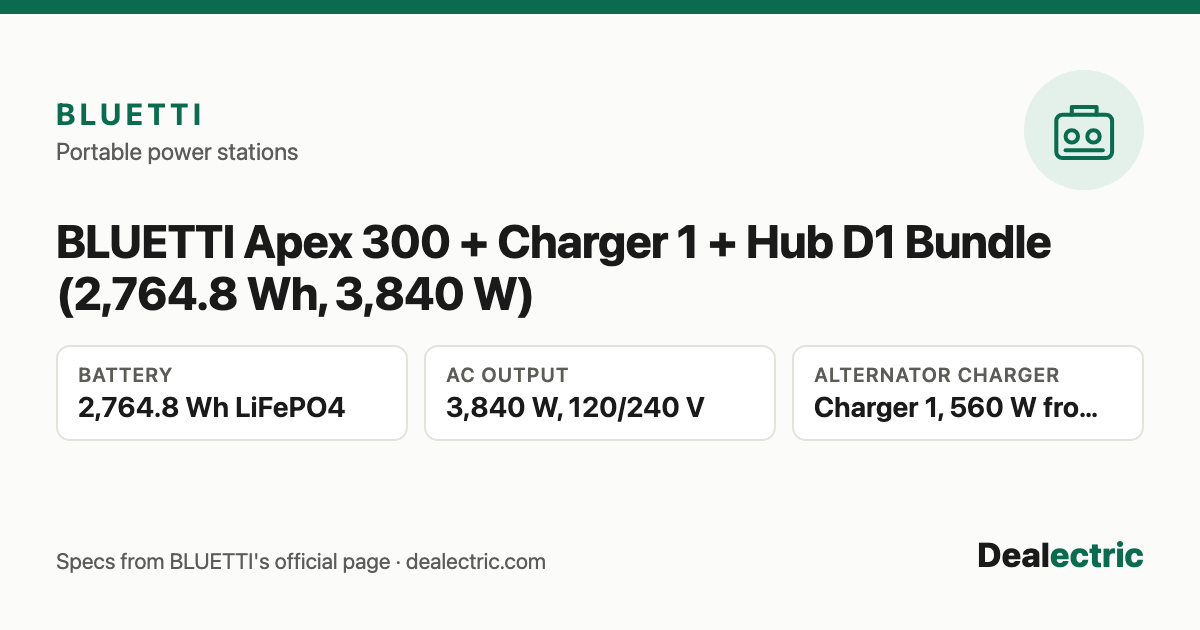 BLUETTI
Portable power stations
BLUETTI Apex 300 + Charger 1 + Hub D1 Bundle
(2,764.8 Wh, 3,840 W)
BATTERY
2,764.8 Wh LiFePO4
AC OUTPUT
3,840 W, 120/240 V
ALTERNATOR CHARGER
Charger 1, 560 W fro...
Specs from BLUETTI's official page · dealectric.com
Dealectric